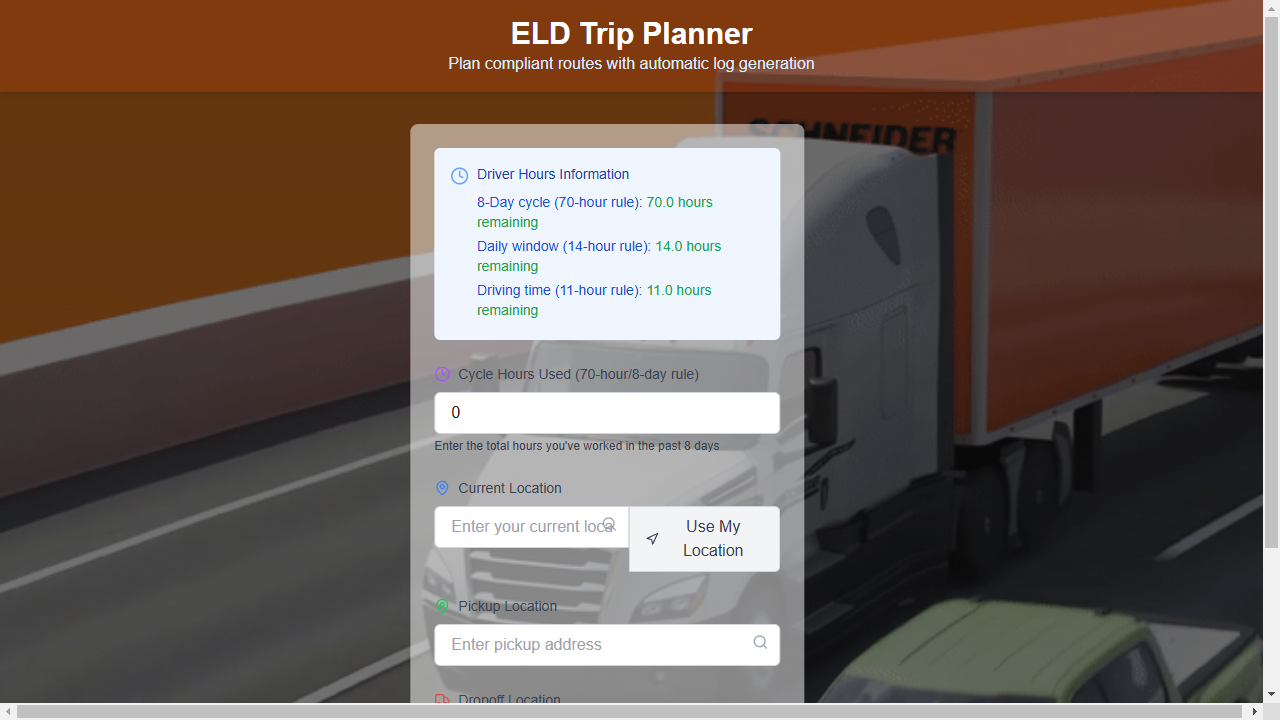 ELD Trip Planner
Plan compliant routes with automatic log generation
SCHNEIDER
Driver Hours Information
8-Day cycle (70-hour rule): 70.0 hours
remaining
Daily window (14-hour rule): 14.0 hours
remaining
Driving time (11-hour rule): 11.0 hours
remaining
Cycle Hours Used (70-hour/8-day rule)
0
Enter the total hours you've worked in the past 8 days
Current Location
Enter your current loca
Use My
Location
Pickup Location
Enter pickup address
Dropoff Location